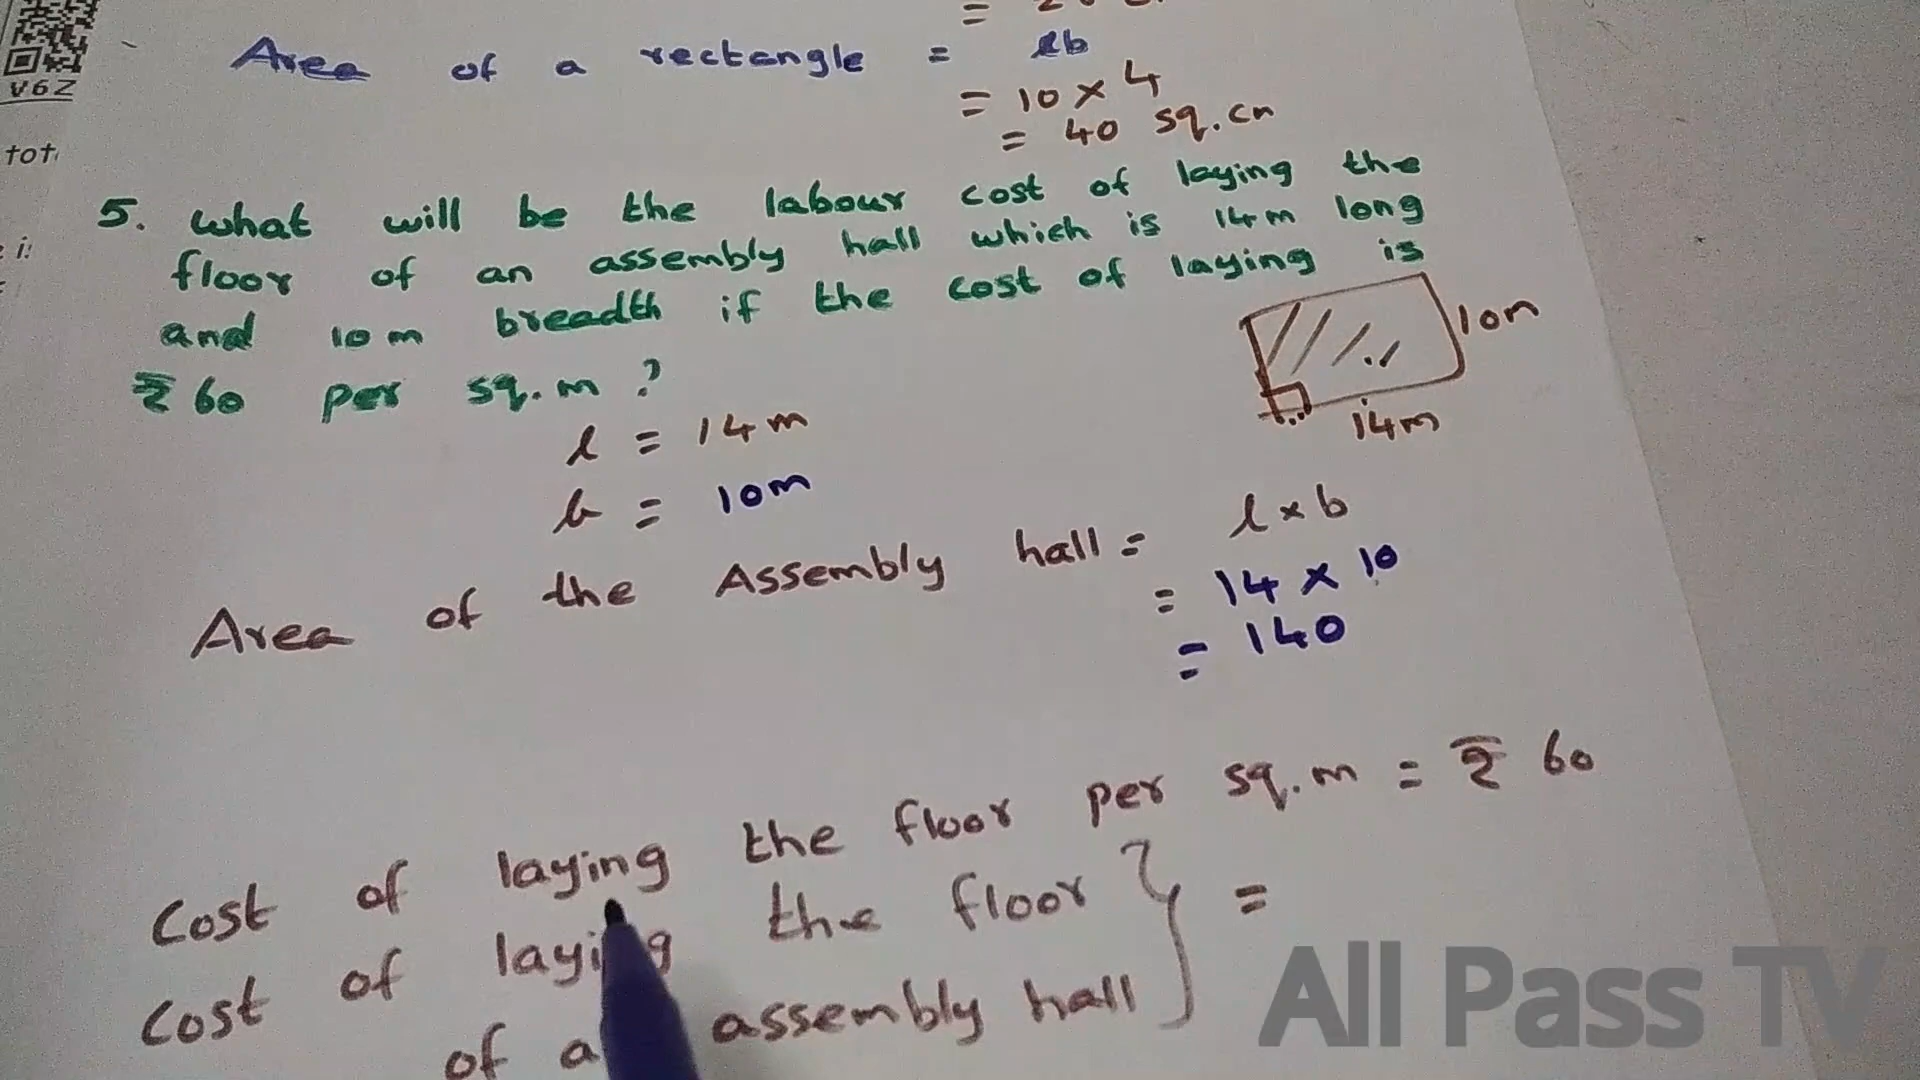 V6Z
Area of a rectangle = lb
= 10 × 4
= 40 sq.cm
5. What will be the labour cost of laying the
floor of an assembly hall which is 14m long
and 10m breadth if the cost of laying is
₹ 60 per sq.m ?
10m
14m
l = 14m
b = 10m
Area of the Assembly hall = l × b
= 14 × 10
= 140
Cost of laying the floor per sq.m = ₹ 60
Cost of laying the floor } =
of assembly hall
All Pass TV